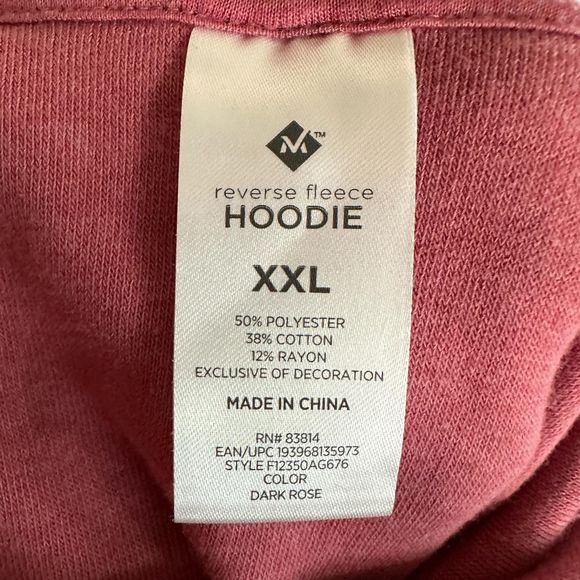 M™
reverse fleece
HOODIE
XXL
50% POLYESTER
38% COTTON
12% RAYON
EXCLUSIVE OF DECORATION
MADE IN CHINA
RN# 83814
EAN/UPC 193968135973
STYLE F12350AG676
COLOR
DARK ROSE